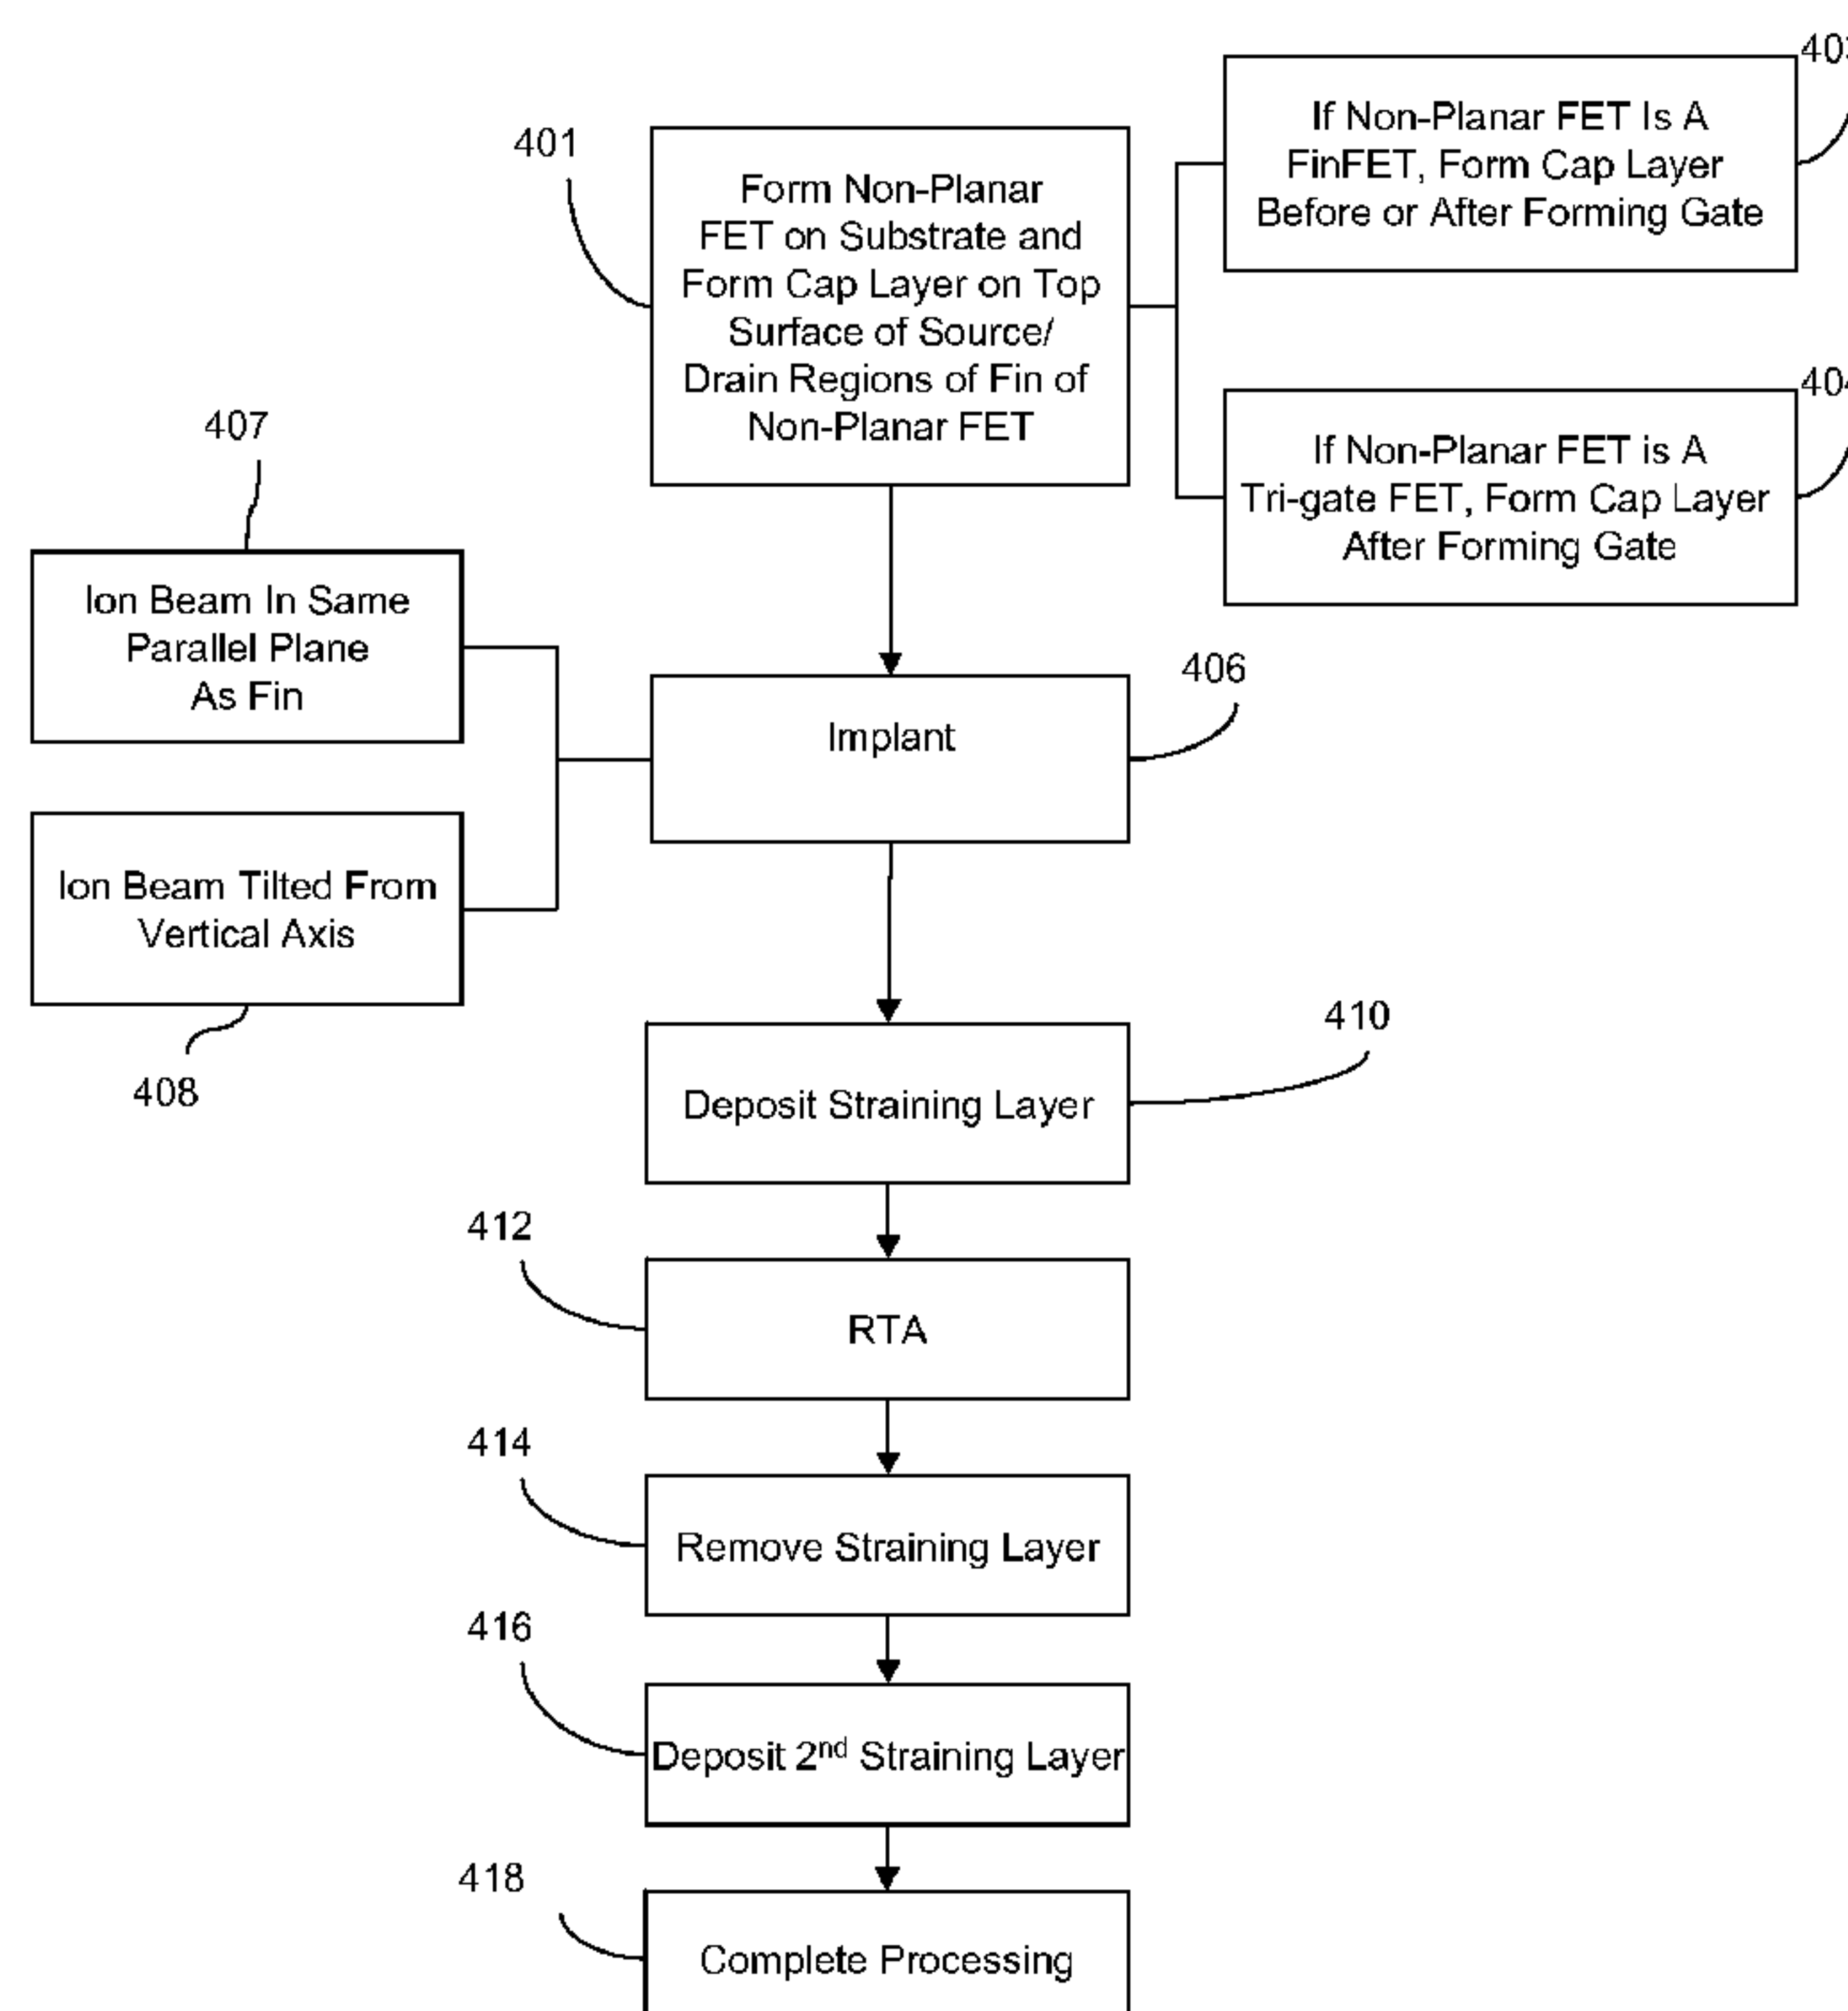 403
If Non-Planar FET Is A
FinFET, Form Cap Layer
Before or After Forming Gate
401
Form Non-Planar
FET on Substrate and
Form Cap Layer on Top
Surface of Source/
Drain Regions of Fin of
Non-Planar FET
404
If Non-Planar FET is A
Tri-gate FET, Form Cap Layer
After Forming Gate
407
Ion Beam In Same
Parallel Plane
As Fin
406
Implant
Ion Beam Tilted From
Vertical Axis
408
410
Deposit Straining Layer
412
RTA
414
Remove Straining Layer
416
Deposit 2nd Straining Layer
418
Complete Processing